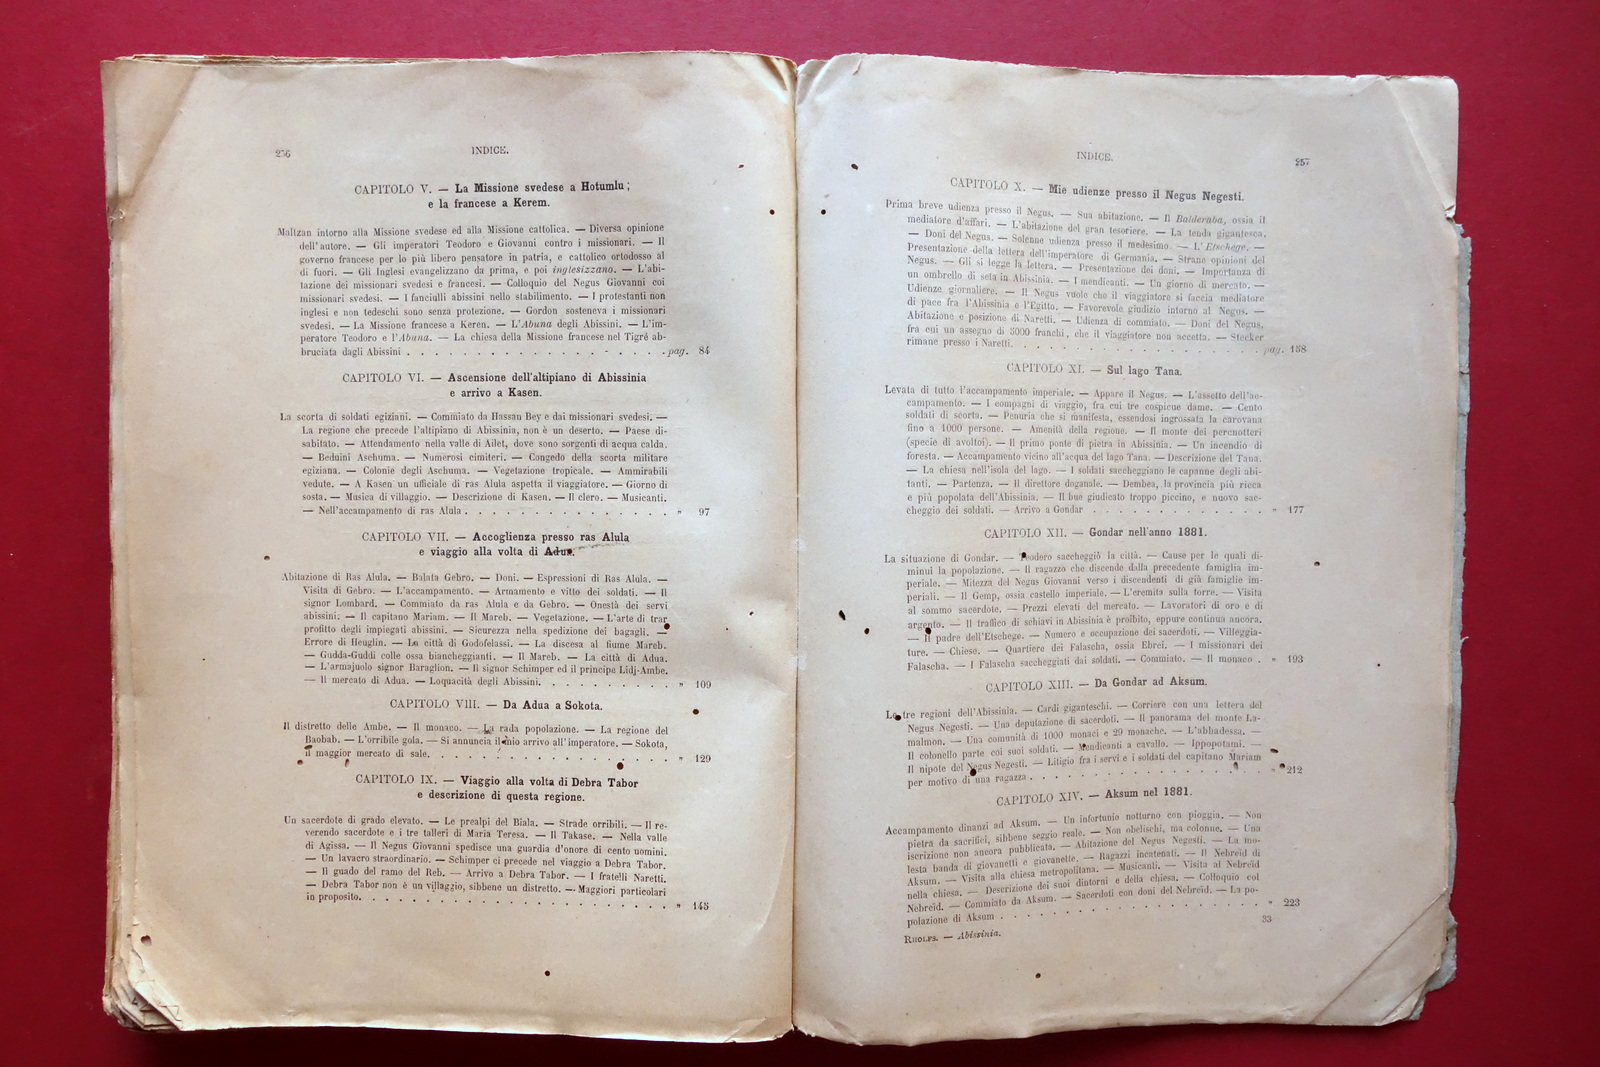 256
INDICE.
CAPITOLO V. — La Missione svedese a Hotumlu;
e la francese a Kerem.
Maltzan intorno alla Missione svedese ed alla Missione cattolica. — Diversa opinione
dell'autore. — Gli imperatori Teodoro e Giovanni contro i missionari. — Il
governo francese per lo più libero pensatore in patria, e cattolico ortodosso al
di fuori. — Gli Inglesi evangelizzano da prima, e poi inglesizzano. — L'abi-
tazione dei missionari svedesi e francesi. — Colloquio del Negus Giovanni coi
missionari svedesi. — I fanciulli abissini nello stabilimento. — I protestanti non
inglesi e non tedeschi sono senza protezione. — Gordon sosteneva i missionari
svedesi. — La Missione francese a Keren. — L'Abuna degli Abissini. — L'im-
peratore Teodoro e l'Abuna. — La chiesa della Missione francese nel Tigrè ab-
bruciata dagli Abissini . . . . . . . . . . . . . . . . . . . pag. 84
CAPITOLO VI. — Ascensione dell'altipiano di Abissinia
e arrivo a Kasen.
La scorta di soldati egiziani. — Commiato da Hassan Bey e dai missionari svedesi. —
La regione che precede l'altipiano di Abissinia, non è un deserto. — Paese di-
sabitato. — Attendamento nella valle di Ailet, dove sono sorgenti di acqua calda.
— Beduini Aschuma. — Numerosi cimiteri. — Congedo della scorta militare
egiziana. — Colonie degli Aschuma. — Vegetazione tropicale. — Ammirabili
vedute. — A Kasen un ufficiale di ras Alula aspetta il viaggiatore. — Giorno di
sosta. — Musica di villaggio. — Descrizione di Kasen. — Il clero. — Musicanti.
— Nell'accampamento di ras Alula . . . . . . . . . . . . . . . » 97
CAPITOLO VII. — Accoglienza presso ras Alula
e viaggio alla volta di Adua.
Abitazione di Ras Alula. — Balata Gebro. — Doni. — Espressioni di Ras Alula. —
Visita di Gebro. — L'accampamento. — Armamento e vitto dei soldati. — Il
signor Lombard. — Commiato da ras Alula e da Gebro. — Onestà dei servi
abissini. — Il capitano Mariam. — Il Mareb. — Vegetazione. — L'arte di trar
profitto degli impiegati abissini. — Sicurezza nella spedizione dei bagagli. —
Errore di Heuglin. — Le città di Godofelassi. — La discesa al fiume Mareb.
— Gudda-Guddi colle ossa biancheggianti. — Il Mareb. — La città di Adua.
— L'armajuolo signor Baraglion. — Il signor Schimper ed il principe Lidj-Ambe.
— Il mercato di Adua. — Loquacità degli Abissini. . . . . . . . . . » 109
CAPITOLO VIII. — Da Adua a Sokota.
Il distretto delle Ambe. — Il monaco. — La rada popolazione. — La regione del
Baobab. — L'orribile gola. — Si annuncia il mio arrivo all'imperatore. — Sokota,
il maggior mercato di sale. . . . . . . . . . . . . . . . . . » 129
CAPITOLO IX. — Viaggio alla volta di Debra Tabor
e descrizione di questa regione.
Un sacerdote di grado elevato. — Le prealpi del Biala. — Strade orribili. — Il re-
verendo sacerdote e i tre talleri di Maria Teresa. — Il Takase. — Nella valle
di Agissa. — Il Negus Giovanni spedisce una guardia d'onore di cento uomini.
— Un lavacro straordinario. — Schimper ci precede nel viaggio a Debra Tabor.
— Il guado del ramo del Reb. — Arrivo a Debra Tabor. — I fratelli Naretti.
— Debra Tabor non è un villaggio, sibbene un distretto. — Maggiori particolari
in proposito. . . . . . . . . . . . . . . . . . . . . . . » 145
INDICE.
257
CAPITOLO X. — Mie udienze presso il Negus Negesti.
Prima breve udienza presso il Negus. — Sua abitazione. — Il Balderaba, ossia il
mediatore d'affari. — L'abitazione del gran tesoriere. — La tenda gigantesca.
— Doni del Negus. — Solenne udienza presso il medesimo. — L'Etschege. —
Presentazione della lettera dell'imperatore di Germania. — Strane opinioni del
Negus. — Gli si legge la lettera. — Presentazione dei doni. — Importanza di
un ombrello di seta in Abissinia. — I mendicanti. — Un giorno di mercato. —
Udienze giornaliere. — Il Negus vuole che il viaggiatore si faccia mediatore
di pace fra l'Abissinia e l'Egitto. — Favorevole giudizio intorno al Negus. —
Abitazione e posizione di Naretti. — Udienza di commiato. — Doni del Negus,
fra cui un assegno di 3000 franchi, che il viaggiatore non accetta. — Stecker
rimane presso i Naretti. . . . . . . . . . . . . . . . . . . pag. 158
CAPITOLO XI. — Sul lago Tana.
Levata di tutto l'accampamento imperiale. — Appare il Negus. — L'assetto dell'ac-
campamento. — I compagni di viaggio, fra cui tre cospicue dame. — Cento
soldati di scorta. — Penuria che si manifesta, essendosi ingrossata la carovana
fino a 4000 persone. — Amenità della regione. — Il monte dei percnotteri
(specie di avoltoi). — Il primo ponte di pietra in Abissinia. — Un incendio di
foresta. — Accampamento vicino all'acqua del lago Tana. — Descrizione del Tana.
— La chiesa nell'isola del lago. — I soldati saccheggiano le capanne degli abi-
tanti. — Partenza. — Il direttore doganale. — Dembea, la provincia più ricca
e più popolata dell'Abissinia. — Il bue giudicato troppo piccino, e nuovo sac-
cheggio dei soldati. — Arrivo a Gondar . . . . . . . . . . . . . » 177
CAPITOLO XII. — Gondar nell'anno 1881.
La situazione di Gondar. — Teodoro saccheggiò la città. — Cause per le quali di-
minuì la popolazione. — Il ragazzo che discende dalla precedente famiglia im-
periale. — Mitezza del Negus Giovanni verso i discendenti di già famiglie im-
periali. — Il Gemp, ossia castello imperiale. — L'eremita sulla torre. — Visita
al sommo sacerdote. — Prezzi elevati del mercato. — Lavoratori di oro e di
argento. — Il traffico di schiavi in Abissinia è proibito, eppure continua ancora.
— Il padre dell'Etschege. — Numero e occupazione dei sacerdoti. — Villeggia-
ture. — Chiese. — Quartiere dei Falascha, ossia Ebrei. — I missionari dei
Falascha. — I Falascha saccheggiati dai soldati. — Commiato. — Il monaco . » 193
CAPITOLO XIII. — Da Gondar ad Aksum.
Le tre regioni dell'Abissinia. — Cardi giganteschi. — Corriere con una lettera del
Negus Negesti. — Una deputazione di sacerdoti. — Il panorama del monte La-
malmon. — Una comunità di 1000 monaci e 29 monache. — L'abbadessa. —
Il colonello parte coi suoi soldati. — Mendicanti a cavallo. — Ippopotami. —
Il nipote del Negus Negesti. — Litigio fra i servi e i soldati del capitano Mariam
per motivo di una ragazza . . . . . . . . . . . . . . . . . » 212
CAPITOLO XIV. — Aksum nel 1881.
Accampamento dinanzi ad Aksum. — Un infortunio notturno con pioggia. — Non
pietra da sacrifici, sibbene seggio reale. — Non obelischi, ma colonne. — Una
iscrizione non ancora pubblicata. — Abitazione del Negus Negesti. — La mo-
lesta banda di giovanetti e giovanette. — Ragazzi incatenati. — Il Nebreid di
Aksum. — Visita alla chiesa metropolitana. — Musicanti. — Visita al Nebreid
nella chiesa. — Descrizione dei suoi dintorni e della chiesa. — Colloquio col
Nebreid. — Commiato da Aksum. — Sacerdoti con doni del Nebreid. — La po-
polazione di Aksum . . . . . . . . . . . . . . . . . . . » 223
RHOLFS. — Abissinia.
33